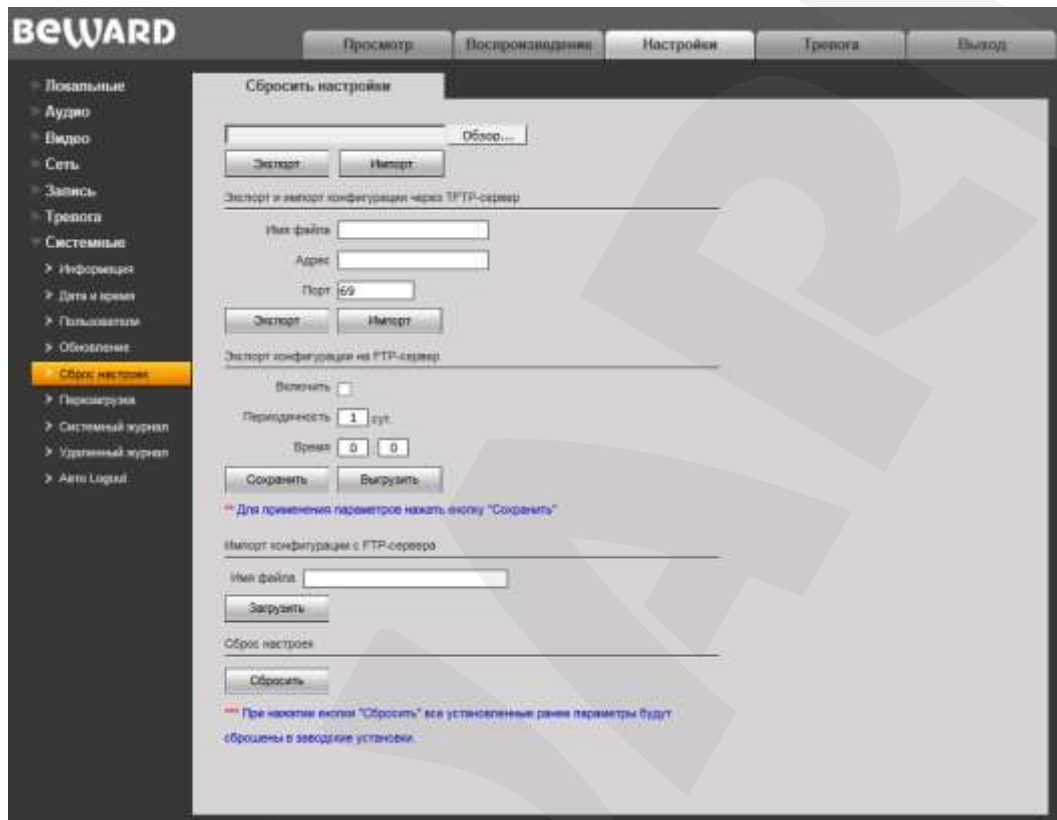 BEWARD
Просмотр Воспроизведение Настройки Тревога Выход
Локальные
Аудио
Видео
Сеть
Запись
Тревога
Системные
Информация
Дата и время
Пользователи
Обновление
Сброс настроек
Перезагрузка
Системный журнал
Удаленный журнал
Авто Logout
Сбросить настройки
Обзор...
Экспорт Импорт
Экспорт и импорт конфигурации через TFTP-сервер
Имя файла
Адрес
Порт 69
Экспорт Импорт
Экспорт конфигурации на FTP-сервер
Включить
Периодичность 1 сут.
Время 0 : 0
Сохранить Выгрузить
** Для применения параметров нажать кнопку "Сохранить"
Импорт конфигурации с FTP-сервера
Имя файла
Загрузить
Сброс настроек
Сбросить
*** При нажатии кнопки "Сбросить" все установленные ранее параметры будут
сброшены в заводские установки.